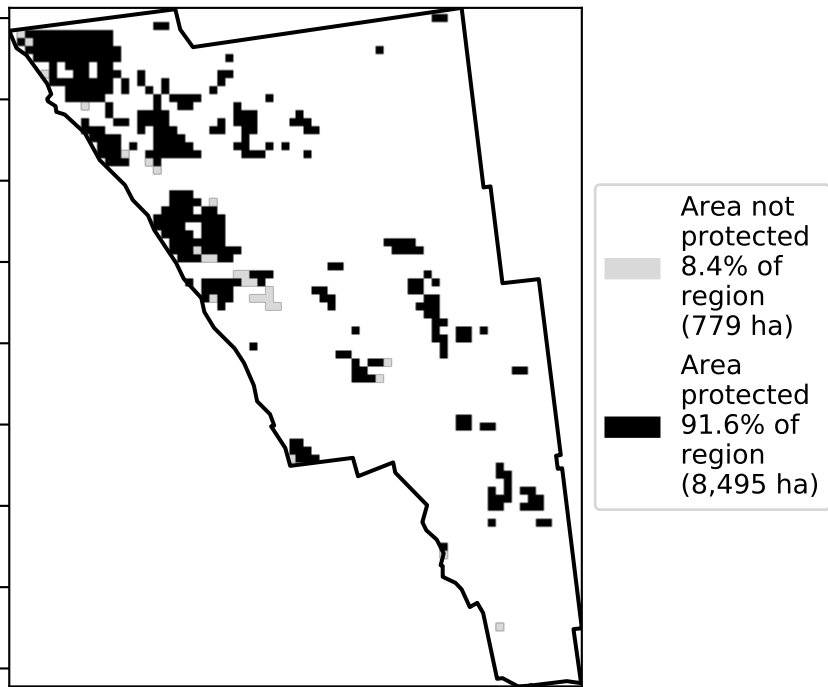 Area not
protected
8.4% of
region
(779 ha)
Area
protected
91.6% of
region
(8,495 ha)